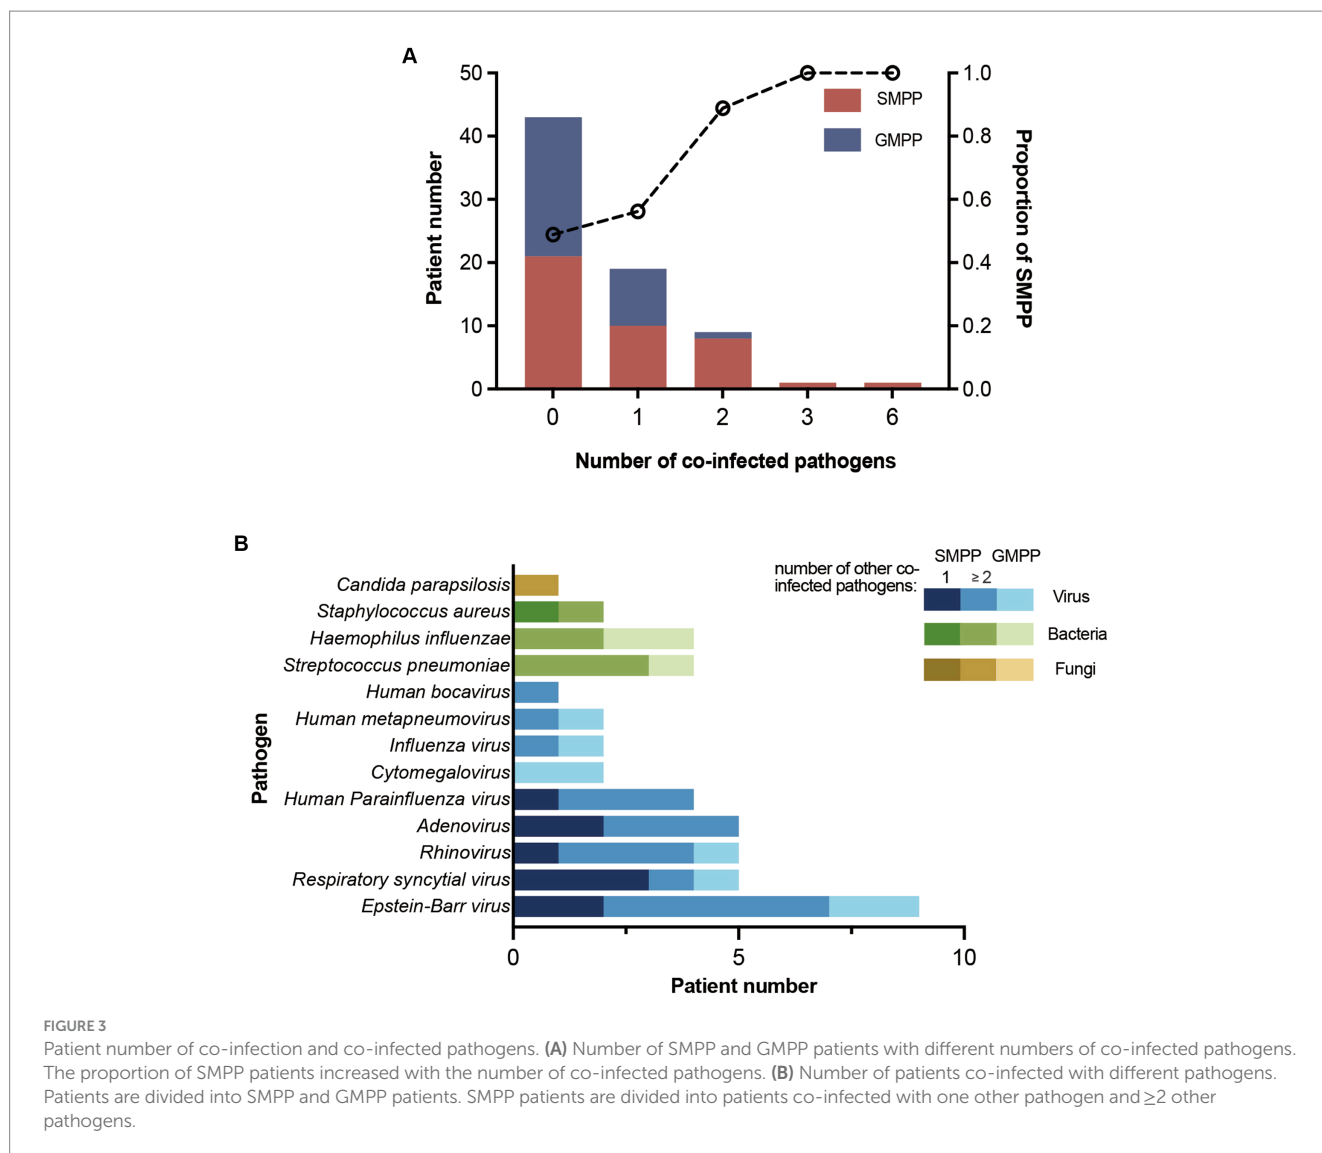 A
50
40
30
20
10
0
Patient number
1.0
0.8
0.6
0.4
0.2
0.0
Proportion of SMPP
SMPP
GMPP
0 1 2 3 6
Number of co-infected pathogens
B
number of other co-
infected pathogens:
SMPP GMPP
1 ≥2
Virus
Bacteria
Fungi
Pathogen
Candida parapsilosis
Staphylococcus aureus
Haemophilus influenzae
Streptococcus pneumoniae
Human bocavirus
Human metapneumovirus
Influenza virus
Cytomegalovirus
Human Parainfluenza virus
Adenovirus
Rhinovirus
Respiratory syncytial virus
Epstein-Barr virus
0 5 10
Patient number
FIGURE 3
Patient number of co-infection and co-infected pathogens. (A) Number of SMPP and GMPP patients with different numbers of co-infected pathogens.
The proportion of SMPP patients increased with the number of co-infected pathogens. (B) Number of patients co-infected with different pathogens.
Patients are divided into SMPP and GMPP patients. SMPP patients are divided into patients co-infected with one other pathogen and ≥2 other
pathogens.